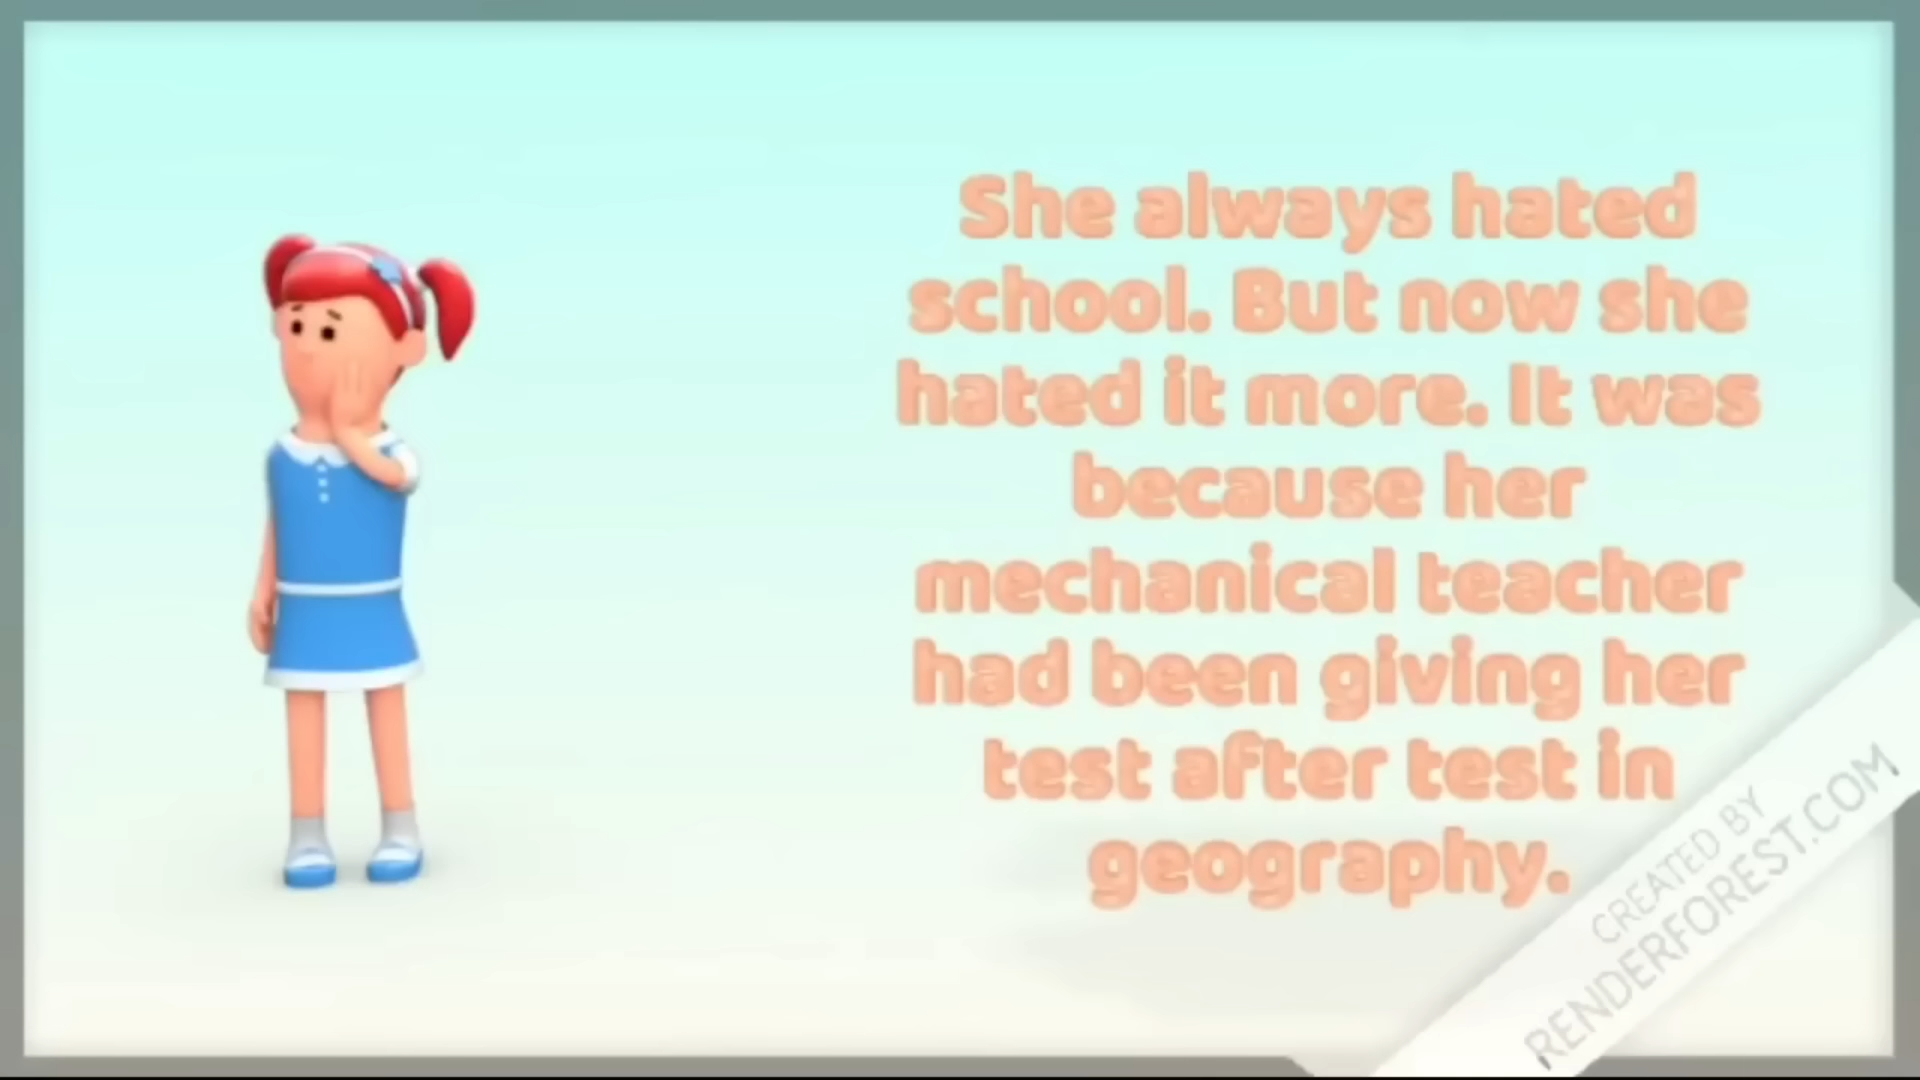 She always hated
school. But now she
hated it more. It was
because her
mechanical teacher
had been giving her
test after test in
geography.
CREATED BY
RENDERFOREST.COM